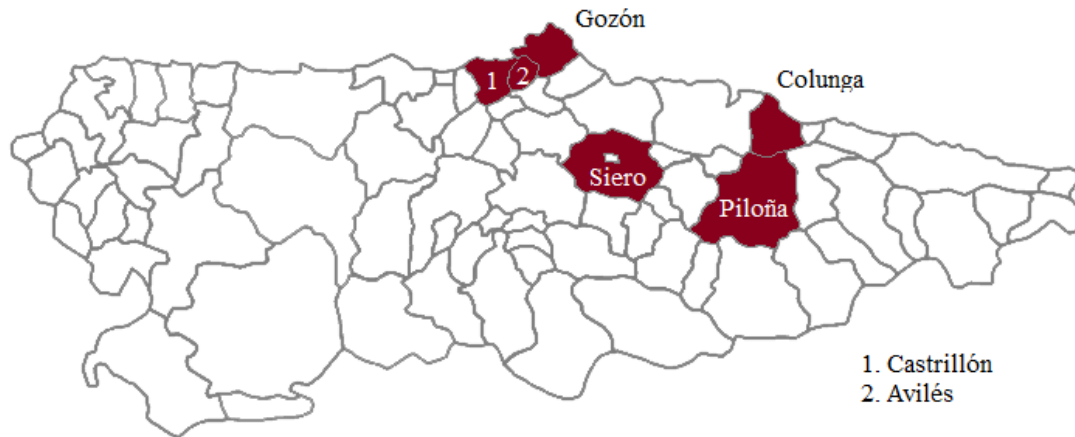 Gozón
1
2
Colunga
Siero
Piloña
1. Castrillón
2. Avilés